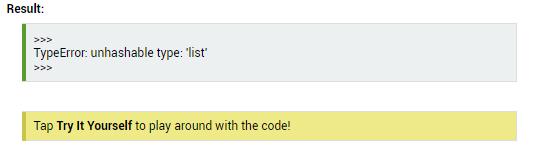 Result:
>>>
TypeError: unhashable type: 'list'
>>>
Tap Try It Yourself to play around with the code!